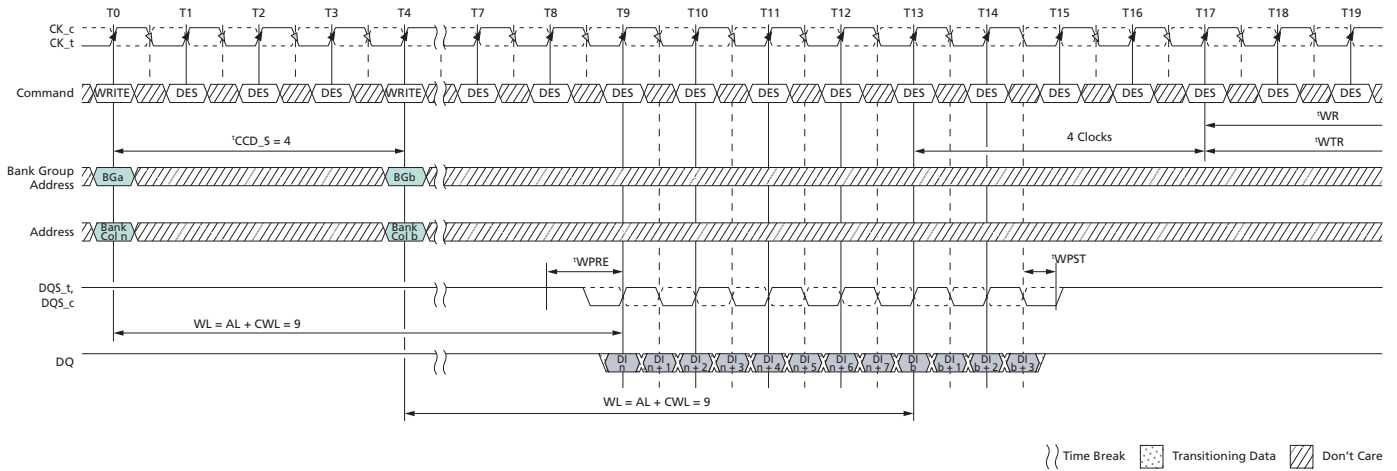 T0 T1 T2 T3 T4 T7 T8 T9 T10 T11 T12 T13 T14 T15 T16 T17 T18 T19
CK_c
CK_t
Command WRITE DES DES DES WRITE DES DES DES DES DES DES DES DES DES DES DES DES DES
tWR
tCCD_S = 4
4 Clocks
tWTR
Bank Group
Address
BGa BGb
Address
Bank
Col n
Bank
Col b
tWPRE tWPST
DQS_t,
DQS_c
WL = AL + CWL = 9
DQ
DI
n
DI
n + 1
DI
n + 2
DI
n + 3
DI
n + 4
DI
n + 5
DI
n + 6
DI
n + 7
DI
b
DI
b + 1
DI
b + 2
DI
b + 3
WL = AL + CWL = 9
Time Break Transitioning Data Don't Care